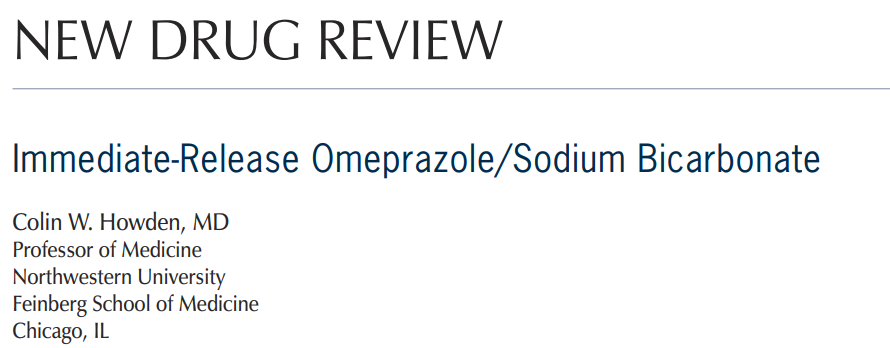 NEW DRUG REVIEW
Immediate-Release Omeprazole/Sodium Bicarbonate
Colin W. Howden, MD
Professor of Medicine
Northwestern University
Feinberg School of Medicine
Chicago, IL